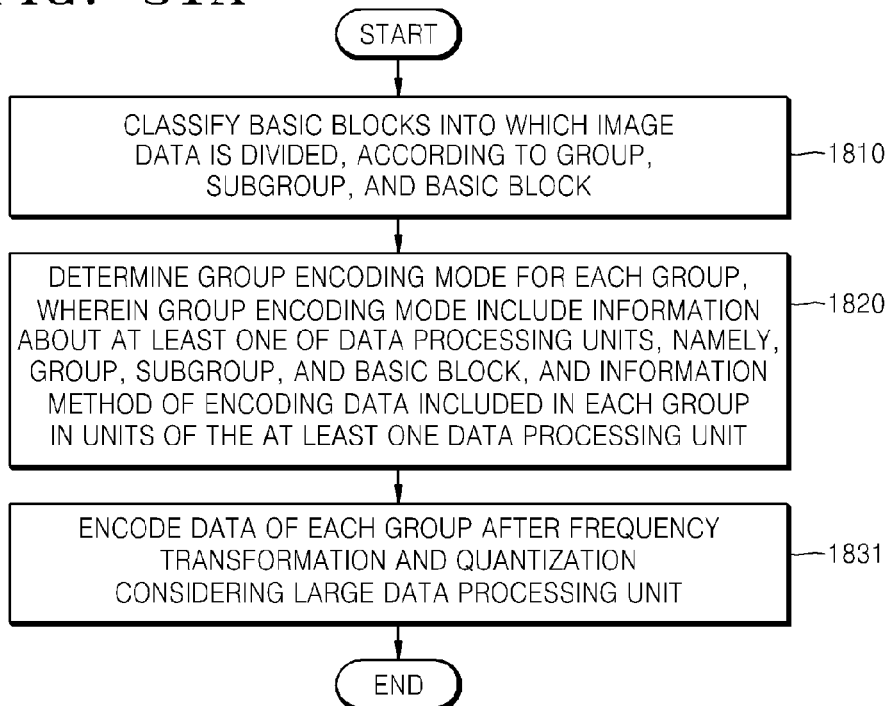 START
CLASSIFY BASIC BLOCKS INTO WHICH IMAGE
DATA IS DIVIDED, ACCORDING TO GROUP,
SUBGROUP, AND BASIC BLOCK
1810
DETERMINE GROUP ENCODING MODE FOR EACH GROUP,
WHEREIN GROUP ENCODING MODE INCLUDE INFORMATION
ABOUT AT LEAST ONE OF DATA PROCESSING UNITS, NAMELY,
GROUP, SUBGROUP, AND BASIC BLOCK, AND INFORMATION
METHOD OF ENCODING DATA INCLUDED IN EACH GROUP
IN UNITS OF THE AT LEAST ONE DATA PROCESSING UNIT
1820
ENCODE DATA OF EACH GROUP AFTER FREQUENCY
TRANSFORMATION AND QUANTIZATION
CONSIDERING LARGE DATA PROCESSING UNIT
1831
END